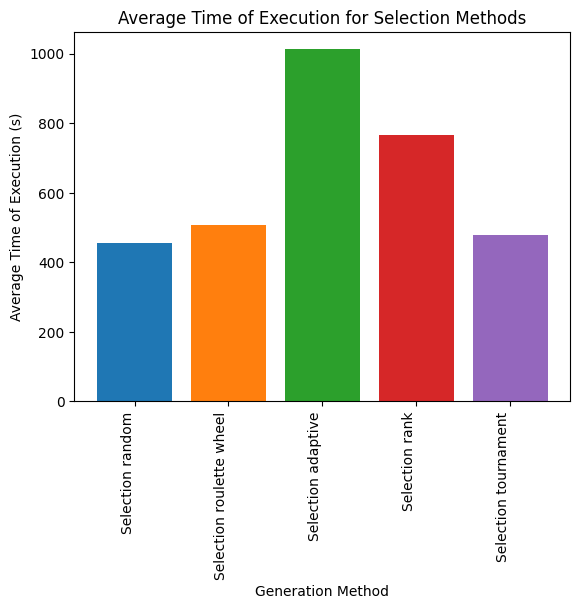 Average Time of Execution for Selection Methods
Average Time of Execution (s)
1000
800
600
400
200
0
Selection random
Selection roulette wheel
Selection adaptive
Selection rank
Selection tournament
Generation Method